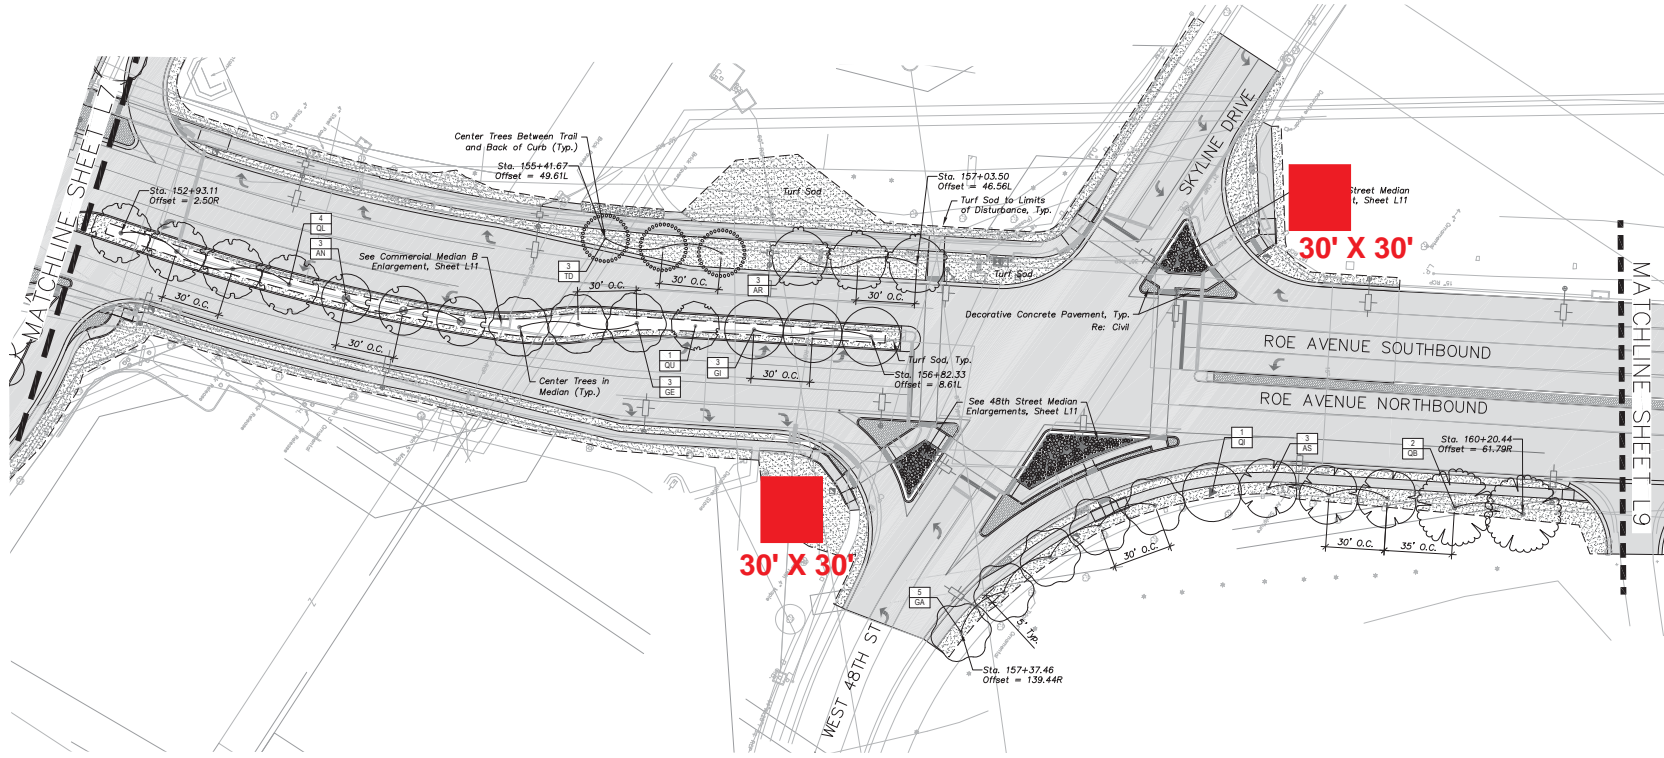 MATCHLINE SHEET L7
SKYLINE DRIVE
Center Trees Between Trail
and Back of Curb (Typ.)
Sta. 155+41.67
Offset = 49.61L
Sta. 152+93.11
Offset = 2.50R
Turf Sod
Sta. 157+03.50
Offset = 46.56L
Turf Sod to Limits
of Disturbance, Typ.
Street Median
t, Sheet L11
4
QL
3
AN
See Commercial Median B
Enlargement, Sheet L11
30' X 30'
3
TD
30' O.C.
30' O.C.
3
AR
30' O.C.
Turf Sod
30' O.C.
Decorative Concrete Pavement, Typ.
Re: Civil
30' O.C.
1
QU
3
GI
30' O.C.
Turf Sod, Typ.
Sta. 156+82.33
Offset = 8.61L
Center Trees in
Median (Typ.)
3
GE
ROE AVENUE SOUTHBOUND
ROE AVENUE NORTHBOUND
MATCHLINE SHEET L9
See 48th Street Median
Enlargements, Sheet L11
1
QI
3
AS
2
QB
Sta. 160+20.44
Offset = 61.79R
30' X 30'
30' O.C.
30' O.C.
35' O.C.
5
GA
5' Typ.
Sta. 157+37.46
Offset = 139.44R
WEST 48TH ST